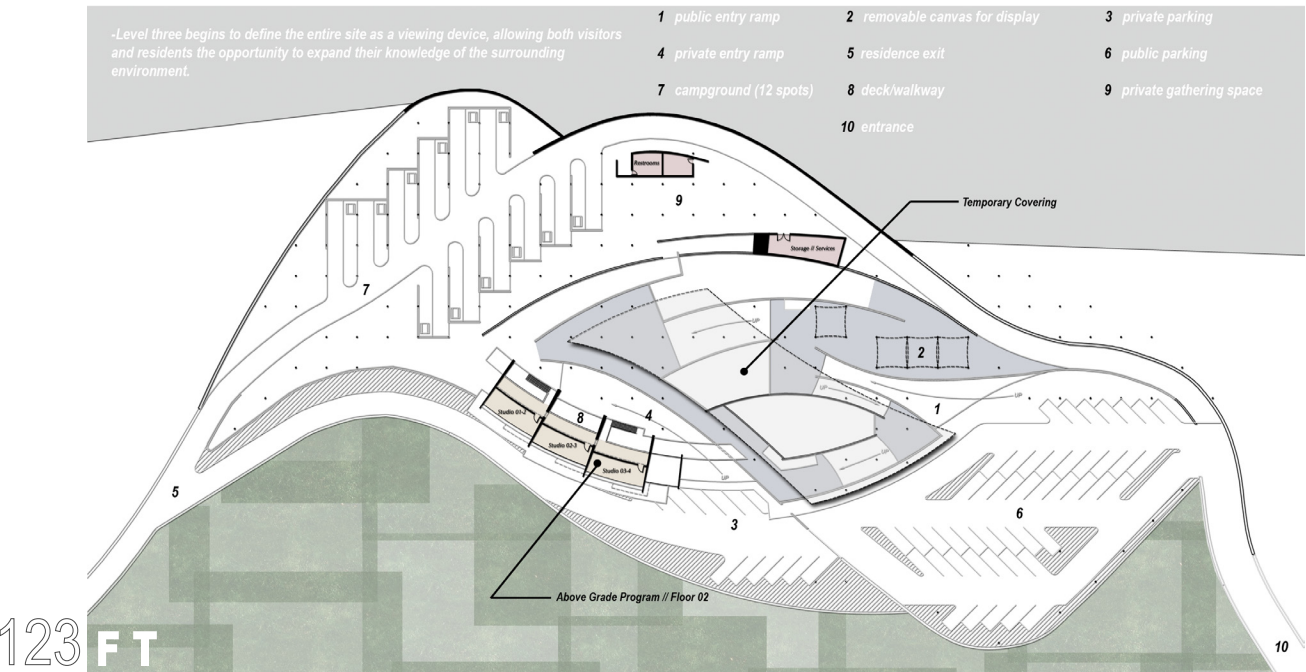 -Level three begins to define the entire site as a viewing device, allowing both visitors
and residents the opportunity to expand their knowledge of the surrounding
environment.
1 public entry ramp
2 removable canvas for display
3 private parking
4 private entry ramp
5 residence exit
6 public parking
7 campground (12 spots)
8 deck/walkway
9 private gathering space
10 entrance
Restrooms
9
Temporary Covering
Storage // Services
7
UP
2
UP
UP
1
Studio 01-2
8
4
Studio 02-3
UP
Studio 03-4
UP
5
3
6
Above Grade Program // Floor 02
123 FT
10